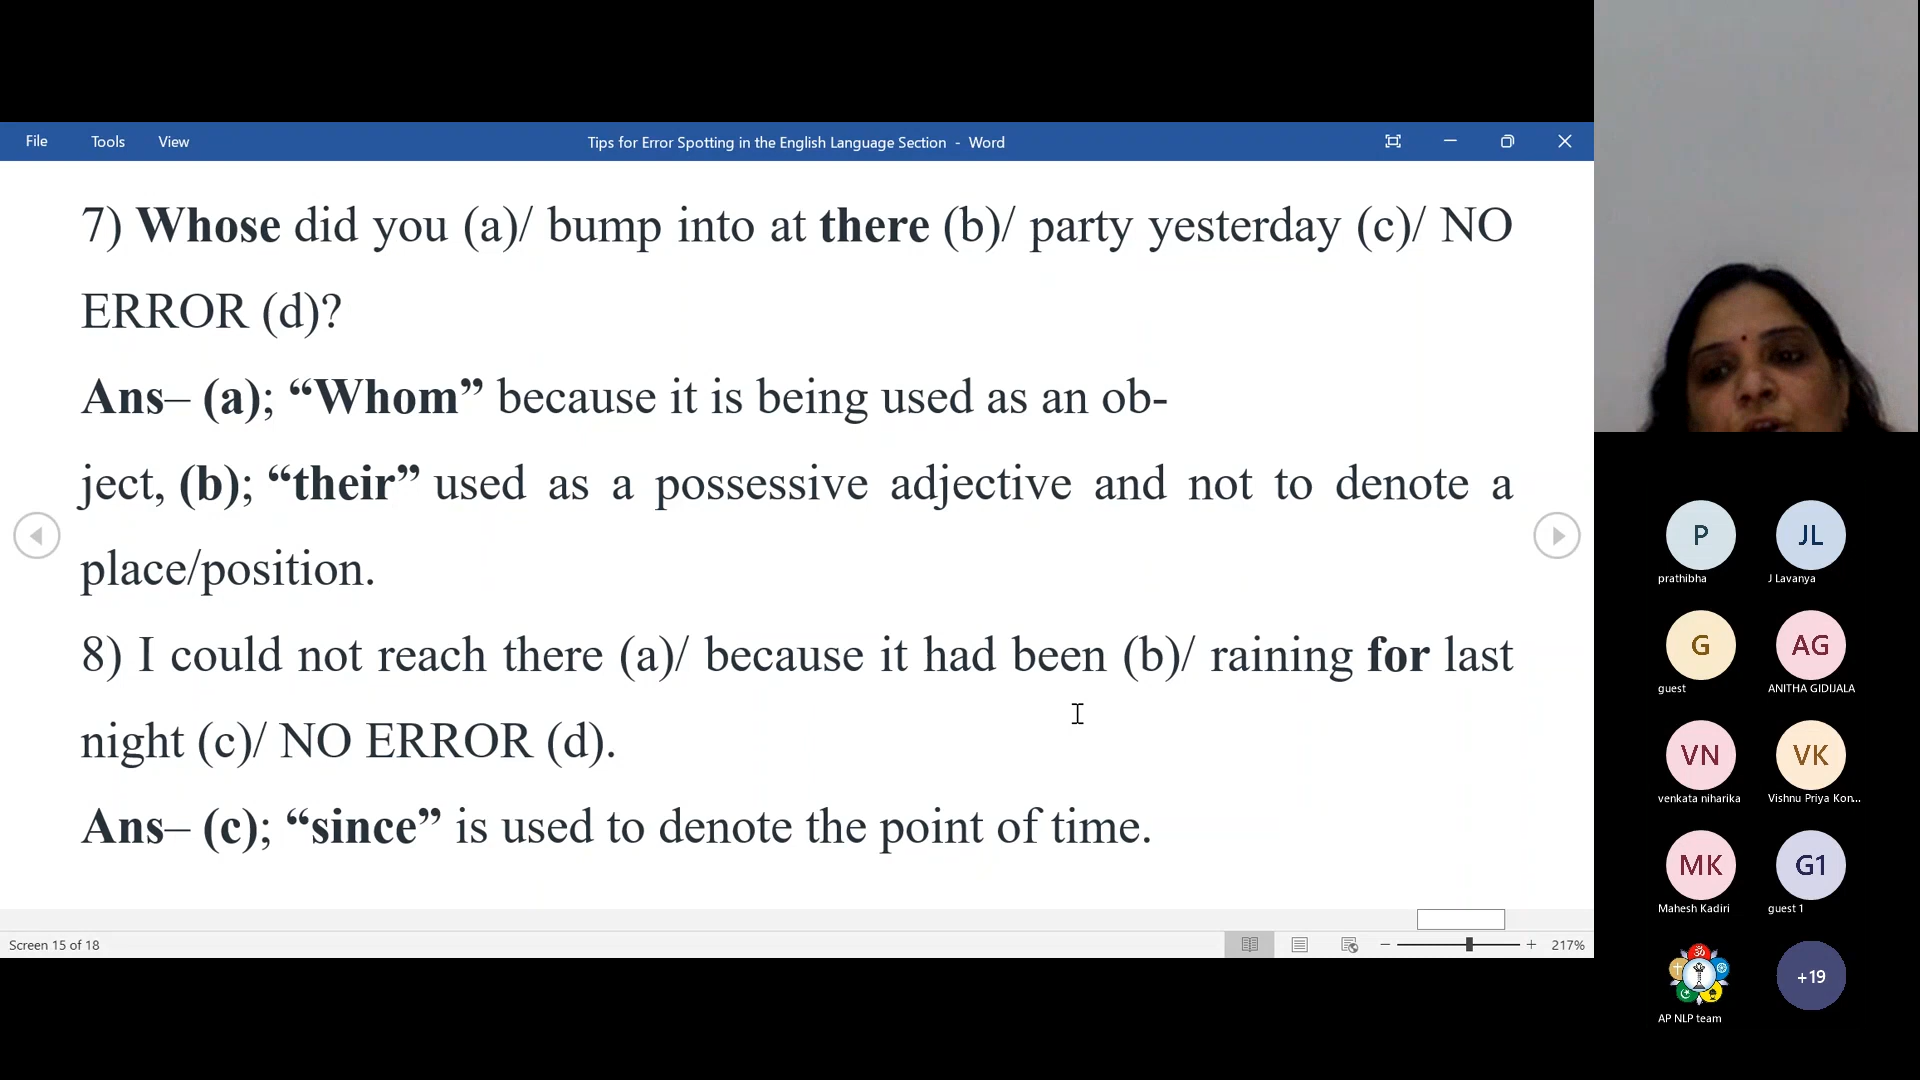 File Tools View Tips for Error Spotting in the English Language Section - Word
7) Whose did you (a)/ bump into at there (b)/ party yesterday (c)/ NO
ERROR (d)?
Ans– (a); “Whom” because it is being used as an ob-
ject, (b); “their” used as a possessive adjective and not to denote a
place/position.
8) I could not reach there (a)/ because it had been (b)/ raining for last
night (c)/ NO ERROR (d).
Ans– (c); “since” is used to denote the point of time.
Screen 15 of 18
217%
P JL
prathibha J Lavanya
G AG
guest ANITHA GIDIJALA
VN VK
venkata niharika Vishnu Priya Kon...
MK G1
Mahesh Kadiri guest 1
+19
AP NLP team